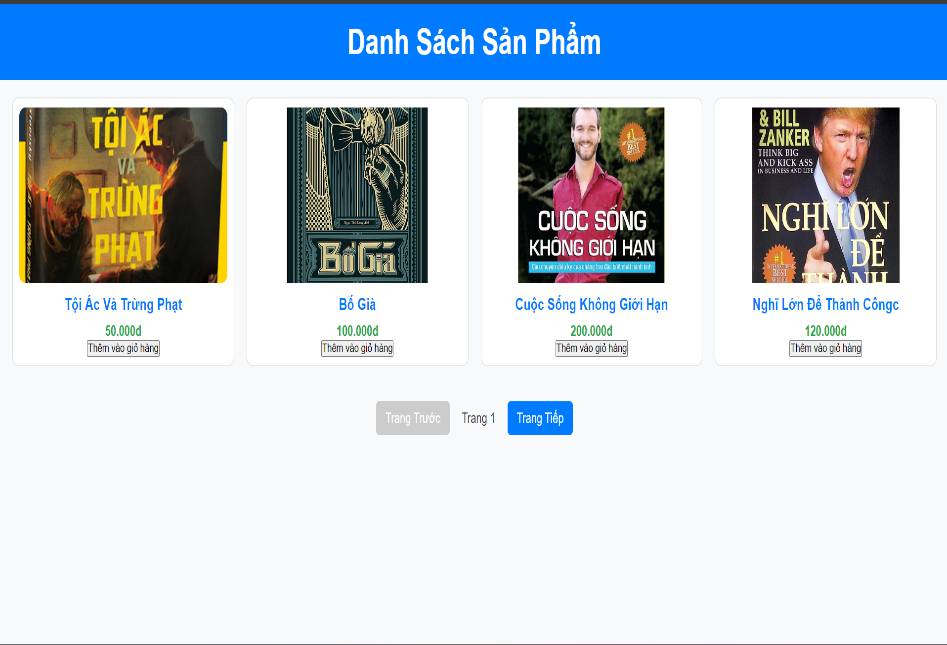 Danh Sách Sản Phẩm
TỘI ÁC
VÀ
TRỪNG
PHẠT
Bố Già
CUỘC SỐNG
KHÔNG GIỚI HẠN
& BILL
ZANKER
THINK BIG
AND KICK ASS
IN BUSINESS AND LIFE
NGHĨ LỚN
ĐỂ
THÀNH
Tội Ác Và Trừng Phạt
Bố Già
Cuộc Sống Không Giới Hạn
Nghĩ Lớn Để Thành Côngc
50.000đ
100.000đ
200.000đ
120.000đ
Thêm vào giỏ hàng
Thêm vào giỏ hàng
Thêm vào giỏ hàng
Thêm vào giỏ hàng
Trang Trước
Trang 1
Trang Tiếp